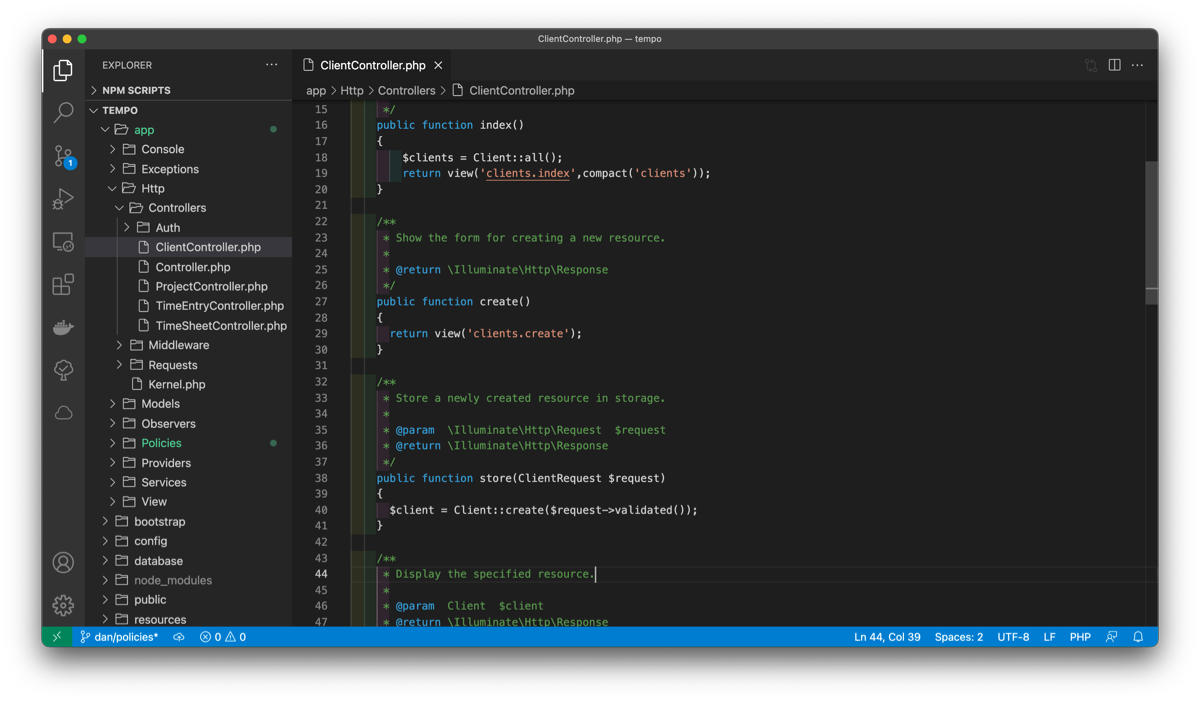 ClientController.php — tempo
EXPLORER
NPM SCRIPTS
TEMPO
app
Console
Exceptions
Http
Controllers
Auth
ClientController.php
Controller.php
ProjectController.php
TimeEntryController.php
TimeSheetController.php
Middleware
Requests
Kernel.php
Models
Observers
Policies
Providers
Services
View
bootstrap
config
database
node_modules
public
resources
1
ClientController.php
app > Http > Controllers > ClientController.php
15 */
16 public function index()
17 {
18 $clients = Client::all();
19 return view('clients.index',compact('clients'));
20 }
21
22 /**
23 * Show the form for creating a new resource.
24 *
25 * @return \Illuminate\Http\Response
26 */
27 public function create()
28 {
29 return view('clients.create');
30 }
31
32 /**
33 * Store a newly created resource in storage.
34 *
35 * @param  \Illuminate\Http\Request  $request
36 * @return \Illuminate\Http\Response
37 */
38 public function store(ClientRequest $request)
39 {
40 $client = Client::create($request->validated());
41 }
42
43 /**
44 * Display the specified resource.
45 *
46 * @param  Client  $client
47 * @return \Illuminate\Http\Response
dan/policies* 0 0 Ln 44, Col 39 Spaces: 2 UTF-8 LF PHP